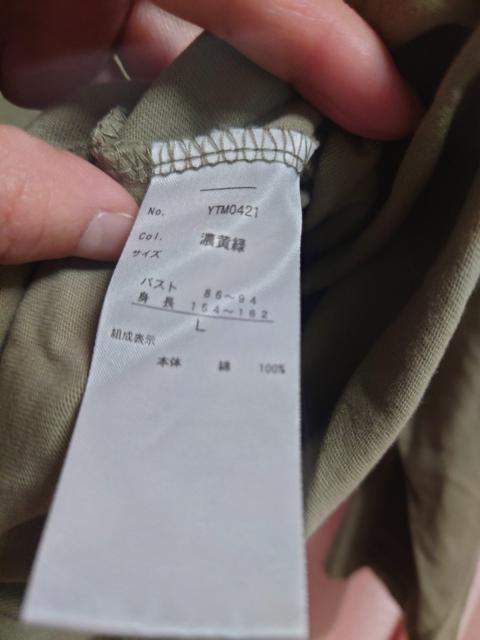 No. YTM0421
Col. 濃黄緑
サイズ
バスト 86～94
身長 154～162
L
組成表示
本体 綿 100%